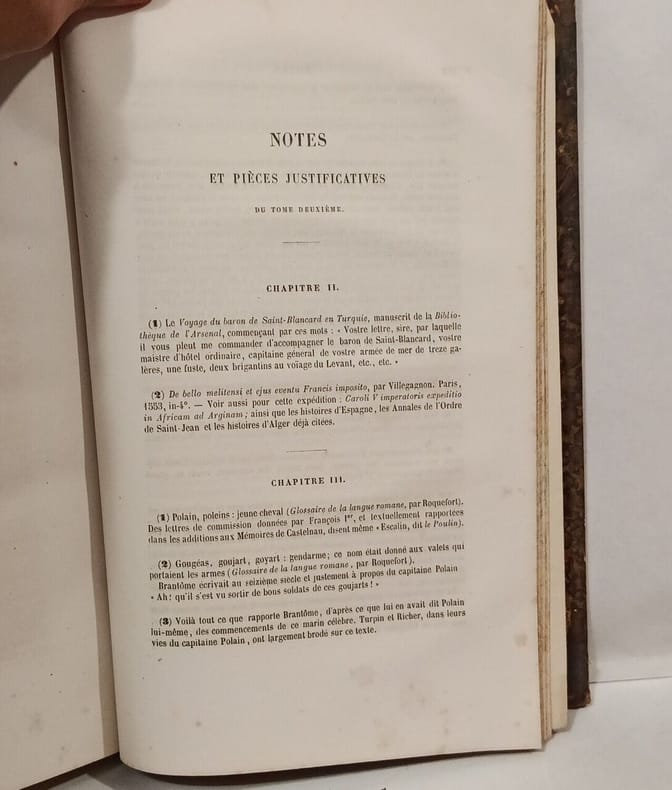 NOTES
ET PIÈCES JUSTIFICATIVES
DU TOME DEUXIÈME.
CHAPITRE II.
(1) Le Voyage du baron de Saint-Blancard en Turquie, manuscrit de la Biblio-
thèque de l'Arsenal, commençant par ces mots : « Vostre lettre, sire, par laquelle
il vous pleut me commander d'accompagner le baron de Saint-Blancard, vostre
maistre d'hôtel ordinaire, capitaine général de vostre armée de mer de treze ga-
lères, une fuste, deux brigantins au voïage du Levant, etc., etc. »
(2) De bello melitensi et ejus eventu Francis imposito, par Villegagnon. Paris,
1553, in-4°. — Voir aussi pour cette expédition : Caroli V imperatoris expeditio
in Africam ad Arginam ; ainsi que les histoires d'Espagne, les Annales de l'Ordre
de Saint-Jean et les histoires d'Alger déjà citées.
CHAPITRE III.
(1) Polain, poleins : jeune cheval (Glossaire de la langue romane, par Roquefort).
Des lettres de commission données par François Ier, et textuellement rapportées
dans les additions aux Mémoires de Castelnau, disent même « Escalin, dit le Poulin).
(2) Gougéas, goujart, goyart : gendarme ; ce nom était donné aux valets qui
portaient les armes (Glossaire de la langue romane, par Roquefort).
Brantôme écrivait au seizième siècle et justement à propos du capitaine Polain
« Ah ! qu'il s'est vu sortir de bons soldats de ces goujarts ! »
(3) Voilà tout ce que rapporte Brantôme, d'après ce que lui en avait dit Polain
lui-même, des commencements de ce marin célèbre. Turpin et Richer, dans leurs
vies du capitaine Polain, ont largement brodé sur ce texte.